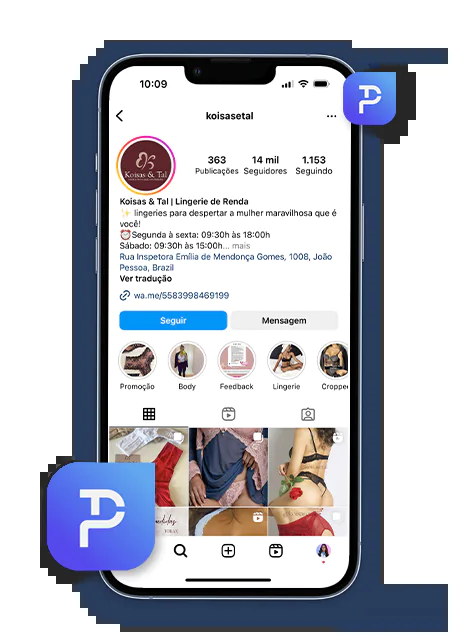 10:09
koisasetal
Koisas & Tal
363
14 mil
1.153
Publicações
Seguidores
Seguindo
Koisas & Tal | Lingerie de Renda
✨ lingeries para despertar a mulher maravilhosa que é
você!
⏰Segunda à sexta: 09:30h às 18:00h
Sábado: 09:30h às 15:00h... mais
Rua Inspetora Emília de Mendonça Gomes, 1008, João
Pessoa, Brazil
Ver tradução
wa.me/5583998469199
Seguir
Mensagem
Promoção
Body
Feedback
Lingerie
Croppe